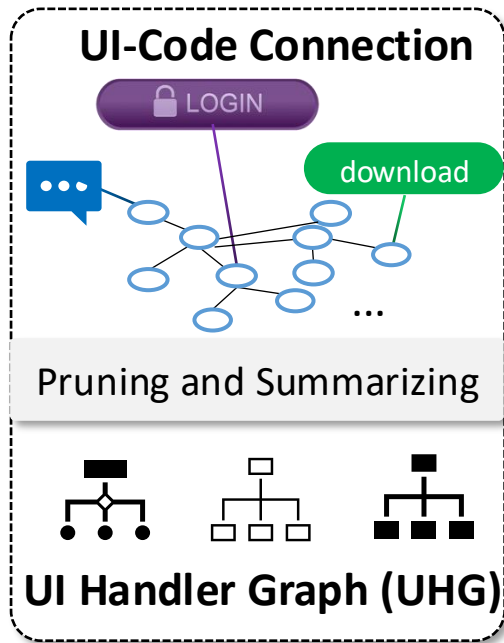 UI-Code Connection
LOGIN
download
...
Pruning and Summarizing
UI Handler Graph (UHG)